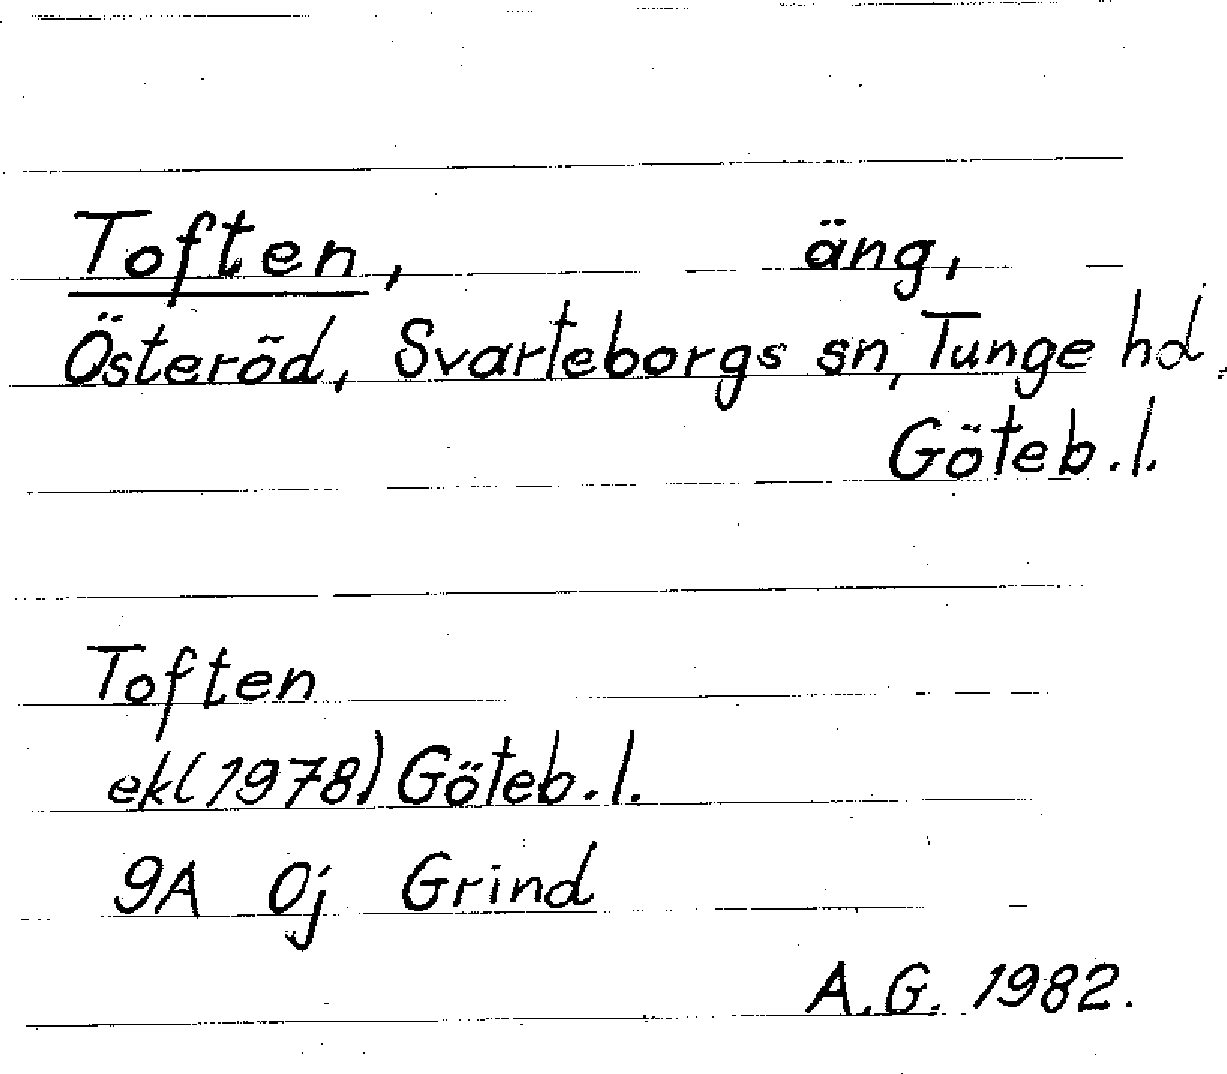 Toften, äng,
Österöd, Svarteborgs sn, Tunge hd,
Göteb.l.
Toften
ek(1978) Göteb.l.
9A 0j Grind
A.G. 1982.